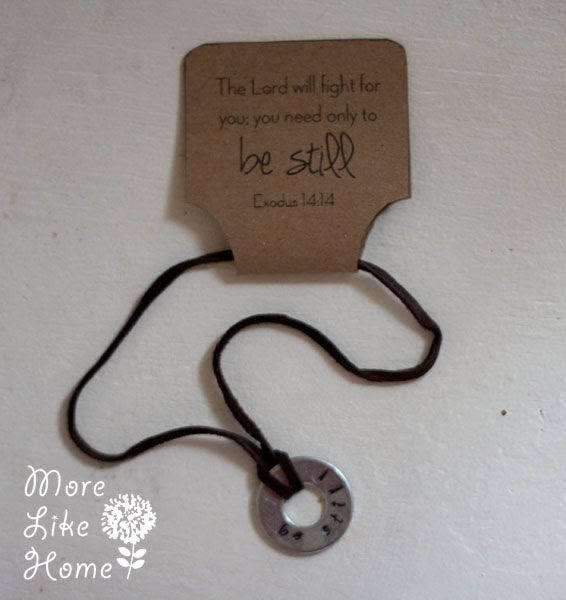 The Lord will fight for
you; you need only to
be still
Exodus 14:14
be still
More
Like
Home